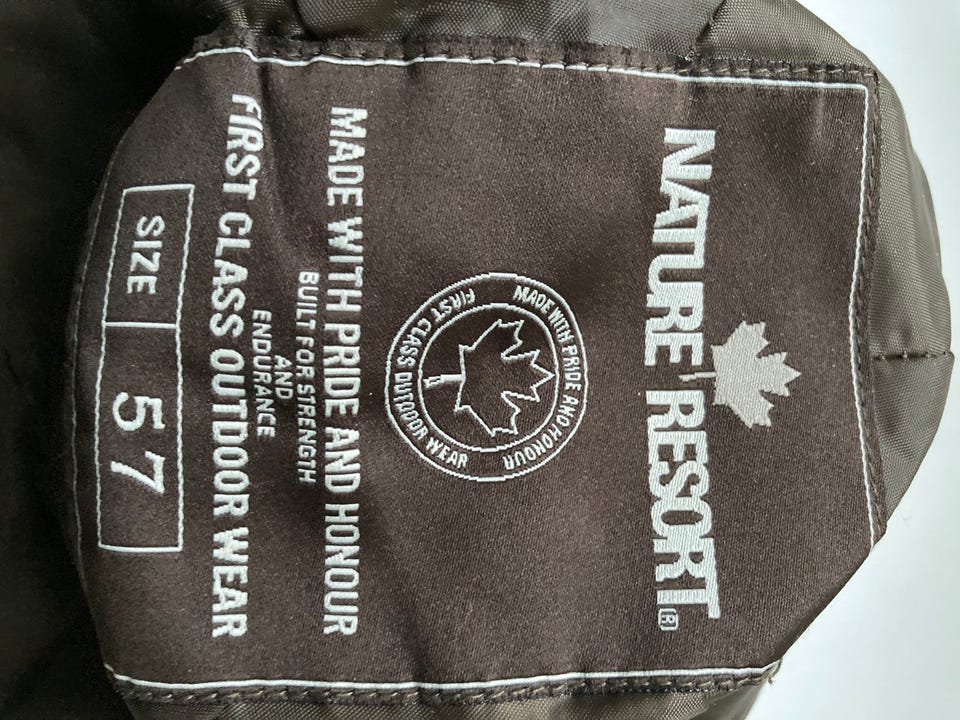 NATURE RESORT®
MADE WITH PRIDE AND HONOUR
FIRST CLASS OUTDOOR WEAR
MADE WITH PRIDE AND HONOUR
BUILT FOR STRENGTH
AND
ENDURANCE
FIRST CLASS OUTDOOR WEAR
SIZE 57